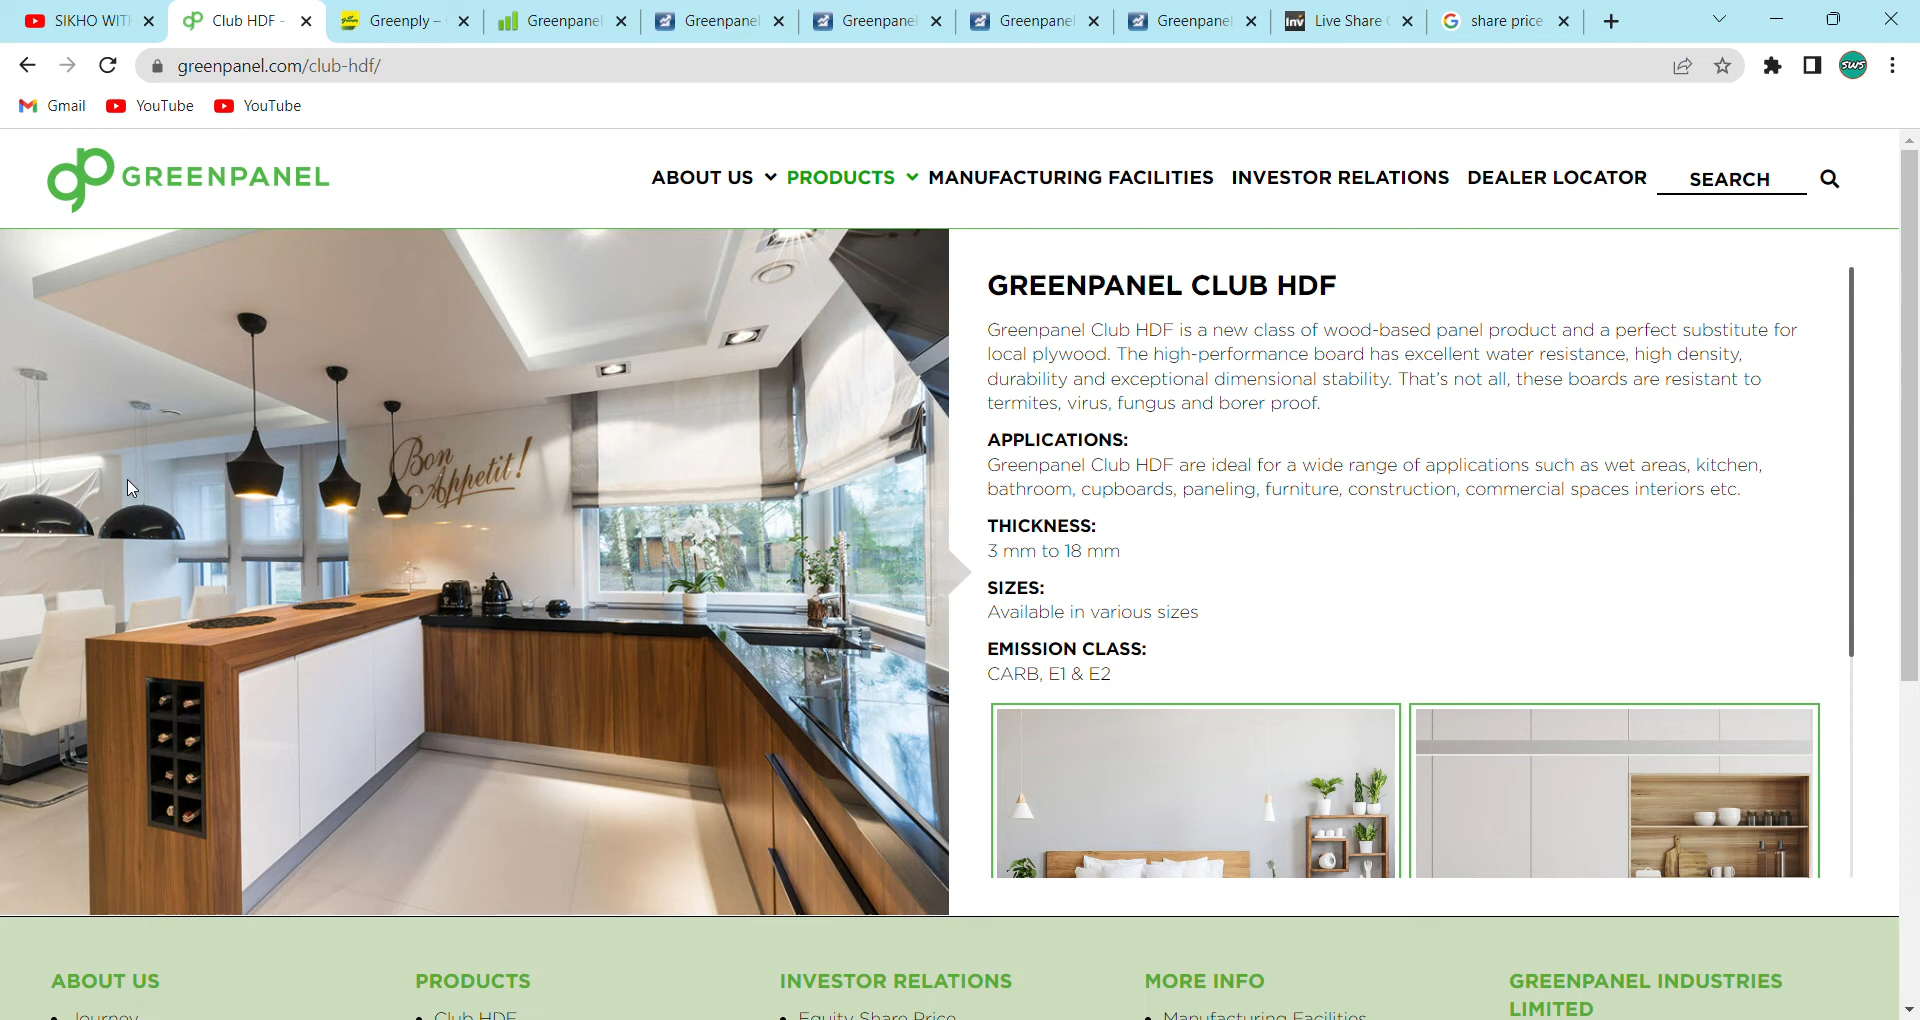 SIKHO WITH
Club HDF -
Greenply –
Greenpanel
Greenpanel
Greenpanel
Greenpanel
Greenpanel
Inv
Live Share
share price
greenpanel.com/club-hdf/
SWS
Gmail
YouTube
YouTube
GREENPANEL
ABOUT US
PRODUCTS
MANUFACTURING FACILITIES
INVESTOR RELATIONS
DEALER LOCATOR
SEARCH
Bon
Appetit!
GREENPANEL CLUB HDF
Greenpanel Club HDF is a new class of wood-based panel product and a perfect substitute for
local plywood. The high-performance board has excellent water resistance, high density,
durability and exceptional dimensional stability. That's not all, these boards are resistant to
termites, virus, fungus and borer proof.
APPLICATIONS:
Greenpanel Club HDF are ideal for a wide range of applications such as wet areas, kitchen,
bathroom, cupboards, paneling, furniture, construction, commercial spaces interiors etc.
THICKNESS:
3 mm to 18 mm
SIZES:
Available in various sizes
EMISSION CLASS:
CARB, E1 & E2
ABOUT US
PRODUCTS
INVESTOR RELATIONS
MORE INFO
GREENPANEL INDUSTRIES
LIMITED
Journey
Club HDF
Equity Share Price
Manufacturing Facilities